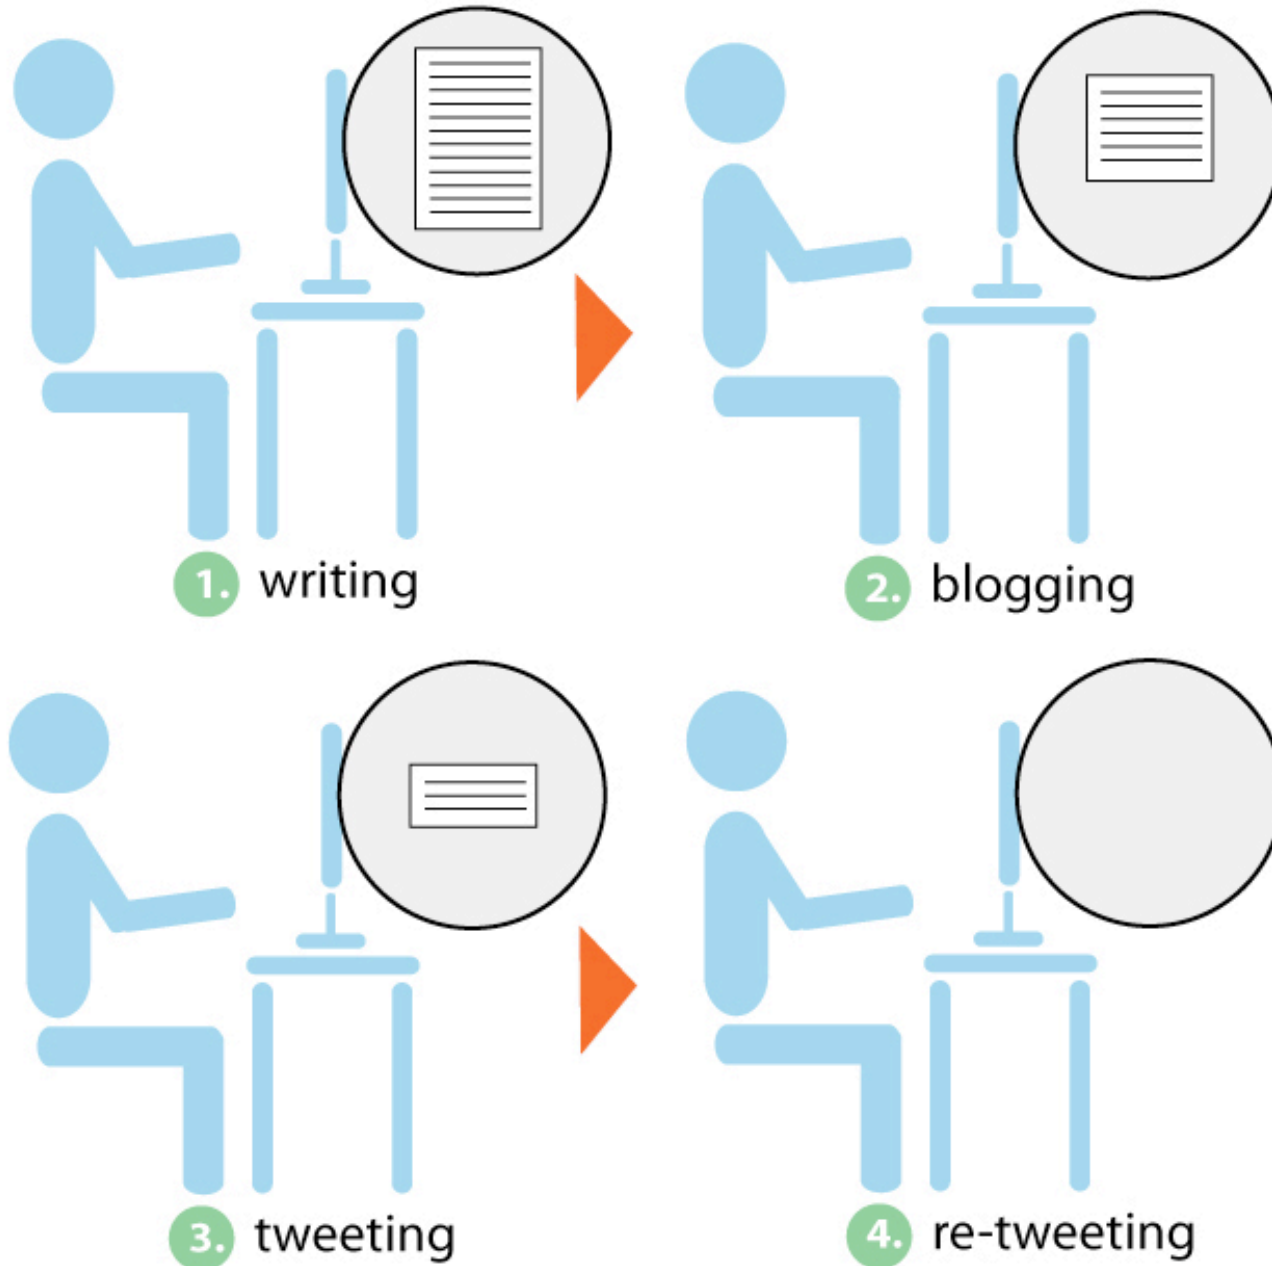 1. writing
2. blogging
3. tweeting
4. re-tweeting